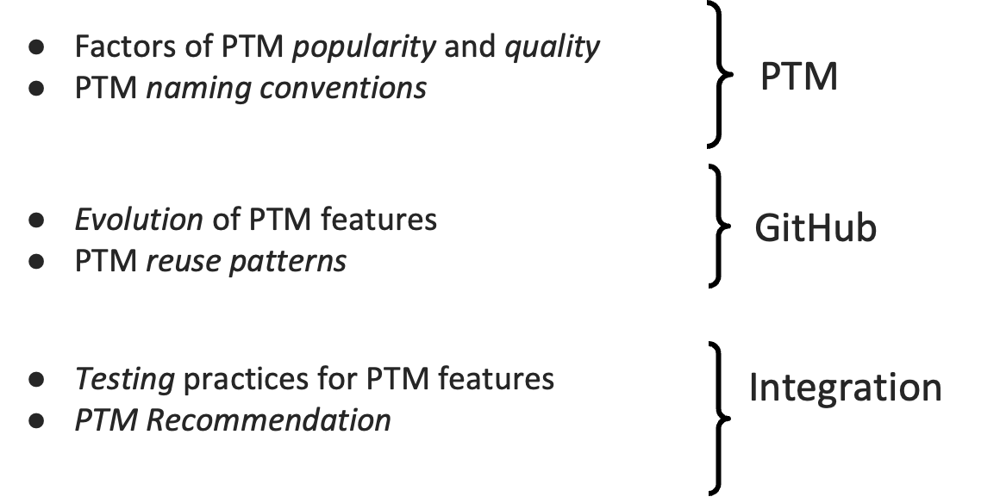 ● Factors of PTM popularity and quality
● PTM naming conventions
PTM
● Evolution of PTM features
● PTM reuse patterns
GitHub
● Testing practices for PTM features
● PTM Recommendation
Integration